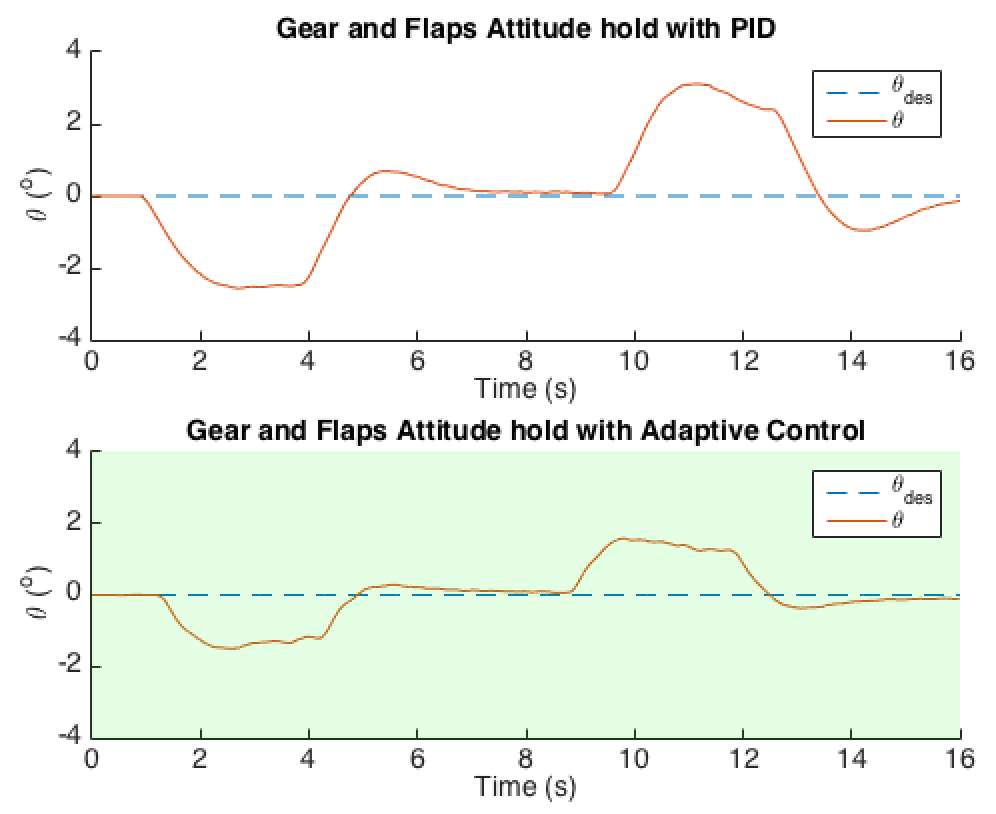 Gear and Flaps Attitude hold with PID
4
2
0
-2
-4
θ (°)
θdes
θ
0 2 4 6 8 10 12 14 16
Time (s)
Gear and Flaps Attitude hold with Adaptive Control
4
2
0
-2
-4
θ (°)
θdes
θ
0 2 4 6 8 10 12 14 16
Time (s)